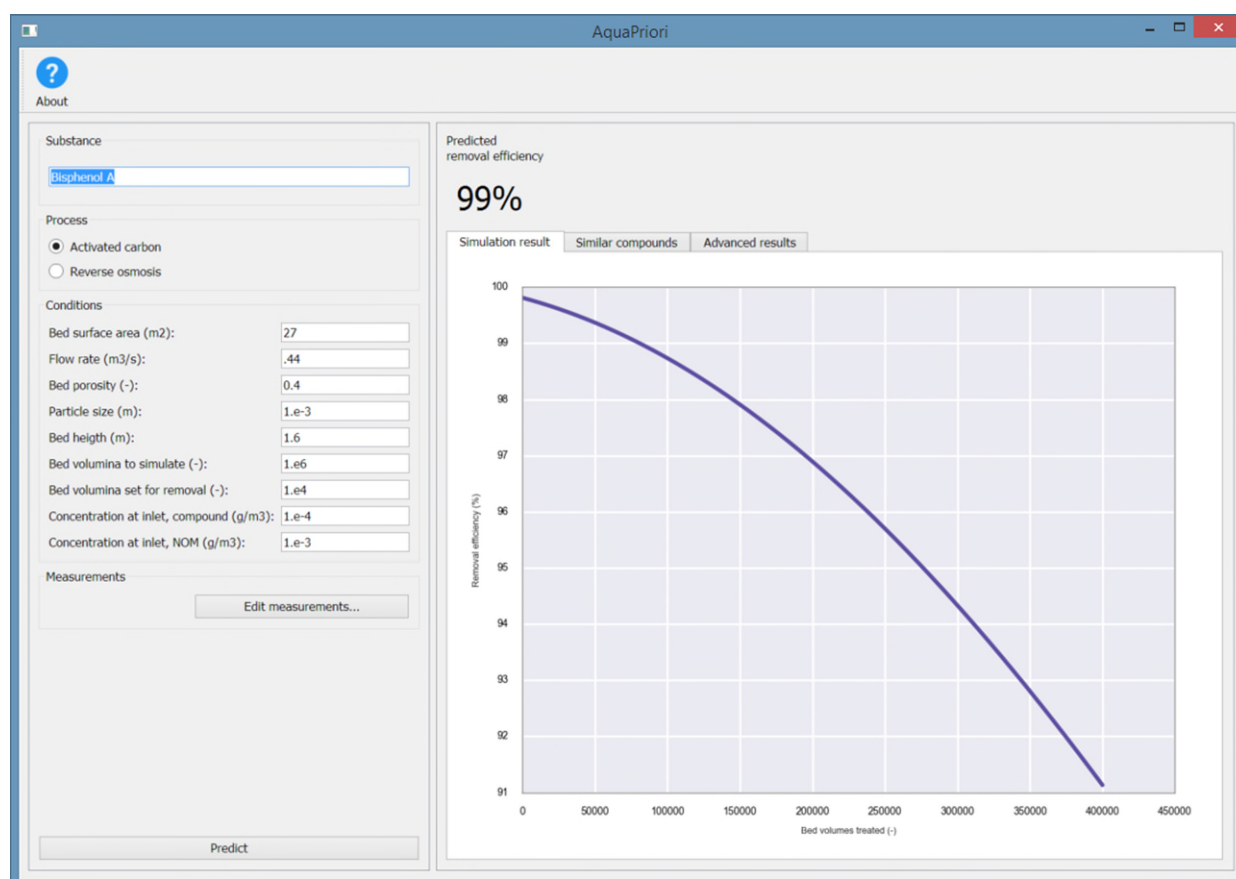 AquaPriori
?
About
Substance
Bisphenol A
Process
Activated carbon
Reverse osmosis
Conditions
Bed surface area (m2): 27
Flow rate (m3/s): .44
Bed porosity (-): 0.4
Particle size (m): 1.e-3
Bed heigth (m): 1.6
Bed volumina to simulate (-): 1.e6
Bed volumina set for removal (-): 1.e4
Concentration at inlet, compound (g/m3): 1.e-4
Concentration at inlet, NOM (g/m3): 1.e-3
Measurements
Edit measurements...
Predict
Predicted
removal efficiency
99%
Simulation result Similar compounds Advanced results
100
99
98
97
96
95
94
93
92
91
Removal efficiency (%)
0 50000 100000 150000 200000 250000 300000 350000 400000 450000
Bed volumes treated (-)